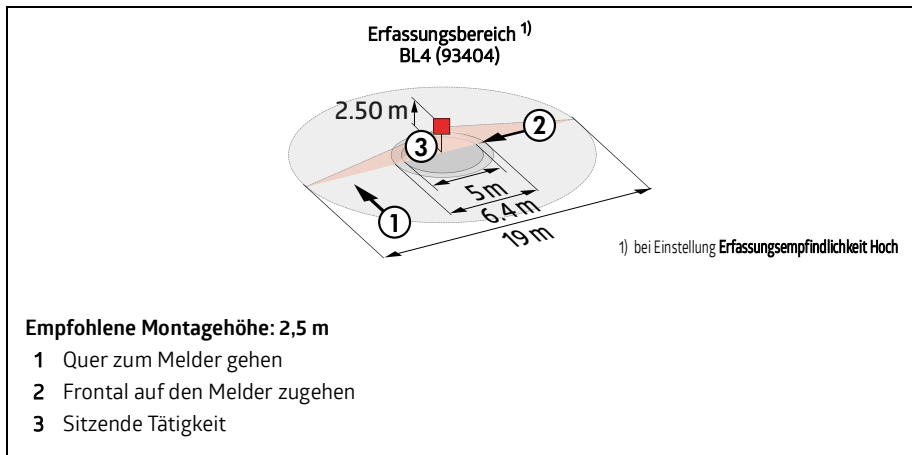 Erfassungsbereich 1)
BL4 (93404)
2.50 m
2
3
1
5 m
6.4 m
19 m
1) bei Einstellung Erfassungsempfindlichkeit Hoch
Empfohlene Montagehöhe: 2,5 m
1 Quer zum Melder gehen
2 Frontal auf den Melder zugehen
3 Sitzende Tätigkeit